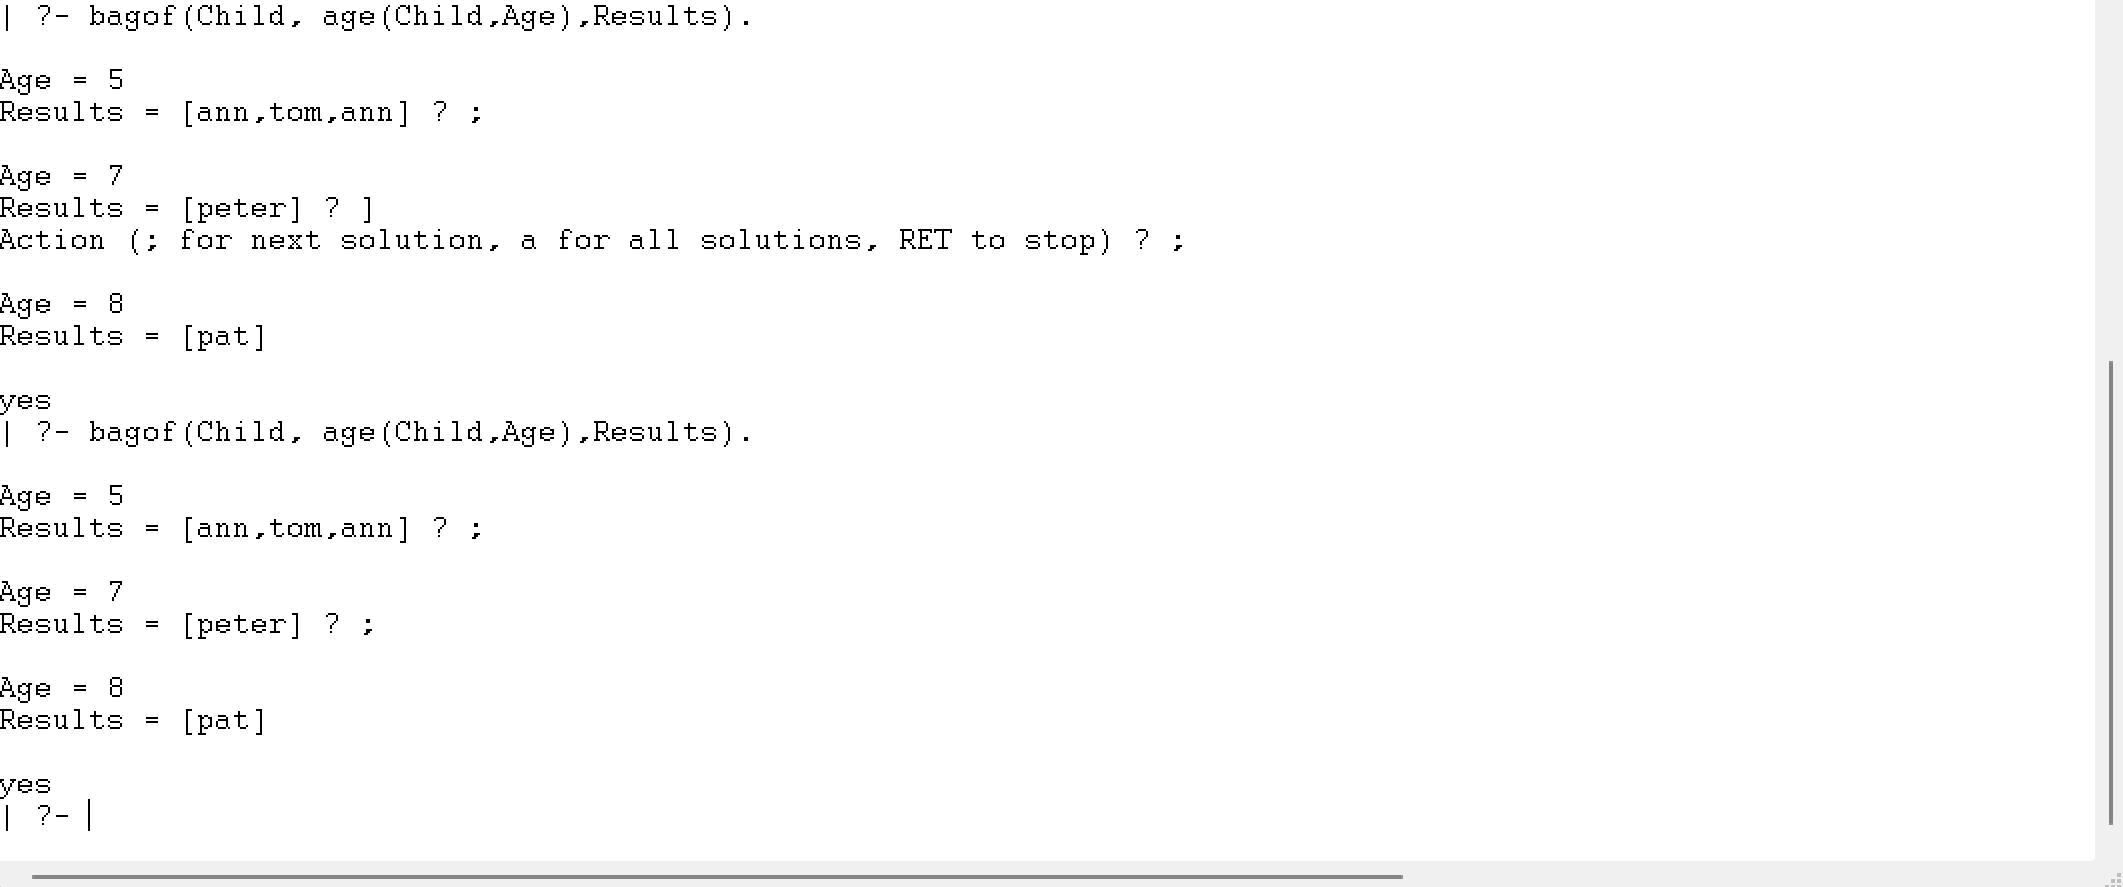 | ?- bagof(Child, age(Child,Age),Results).
Age = 5
Results = [ann,tom,ann] ? ;
Age = 7
Results = [peter] ? ]
Action (; for next solution, a for all solutions, RET to stop) ? ;
Age = 8
Results = [pat]
yes
| ?- bagof(Child, age(Child,Age),Results).
Age = 5
Results = [ann,tom,ann] ? ;
Age = 7
Results = [peter] ? ;
Age = 8
Results = [pat]
yes
| ?-